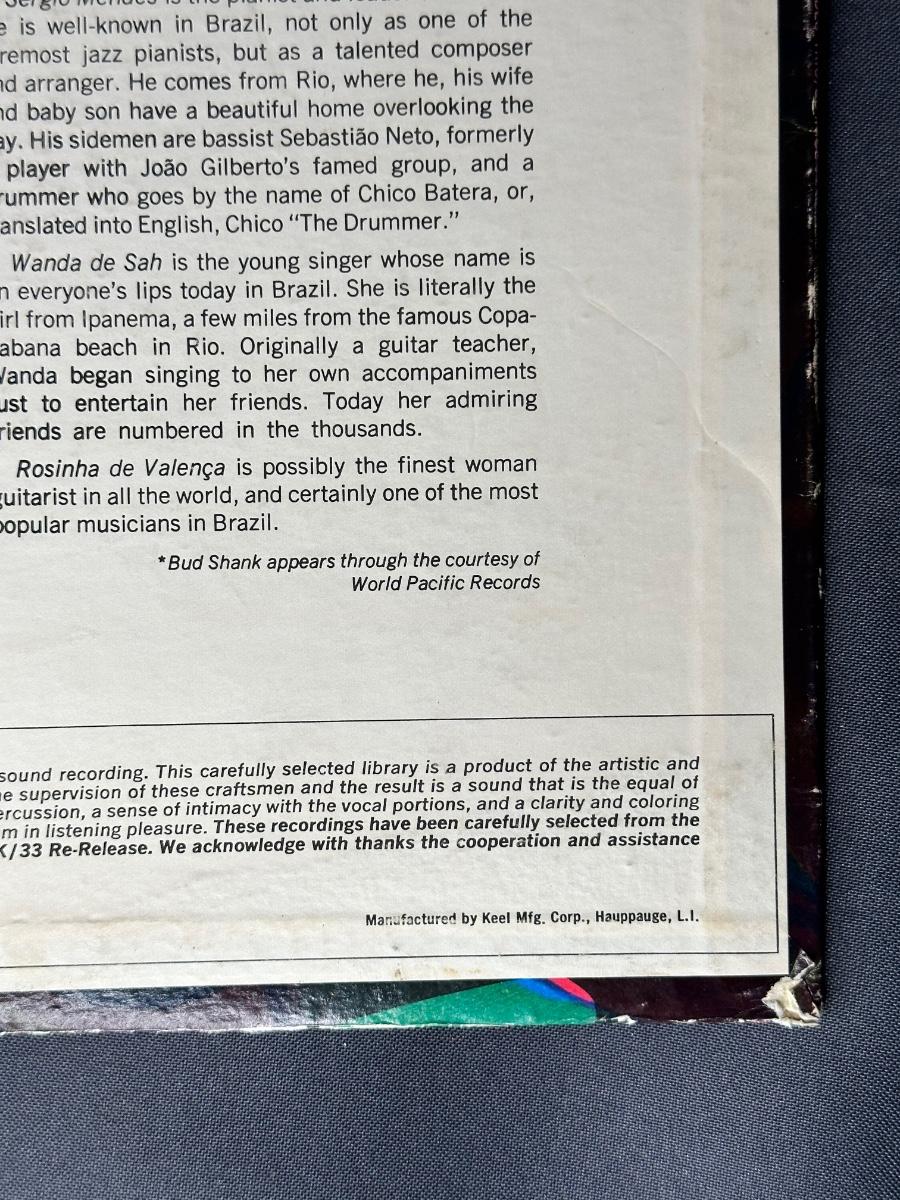 Sergio Mendes is the pianist and
is well-known in Brazil, not only as one of the
remost jazz pianists, but as a talented composer
nd arranger. He comes from Rio, where he, his wife
nd baby son have a beautiful home overlooking the
ay. His sidemen are bassist Sebastião Neto, formerly
player with João Gilberto's famed group, and a
rummer who goes by the name of Chico Batera, or,
anslated into English, Chico "The Drummer."
Wanda de Sah is the young singer whose name is
n everyone's lips today in Brazil. She is literally the
irl from Ipanema, a few miles from the famous Copa-
abana beach in Rio. Originally a guitar teacher,
Wanda began singing to her own accompaniments
ust to entertain her friends. Today her admiring
riends are numbered in the thousands.
Rosinha de Valença is possibly the finest woman
guitarist in all the world, and certainly one of the most
popular musicians in Brazil.
*Bud Shank appears through the courtesy of
World Pacific Records
sound recording. This carefully selected library is a product of the artistic and
e supervision of these craftsmen and the result is a sound that is the equal of
ercussion, a sense of intimacy with the vocal portions, and a clarity and coloring
m in listening pleasure. These recordings have been carefully selected from the
K/33 Re-Release. We acknowledge with thanks the cooperation and assistance
Manufactured by Keel Mfg. Corp., Hauppauge, L.I.